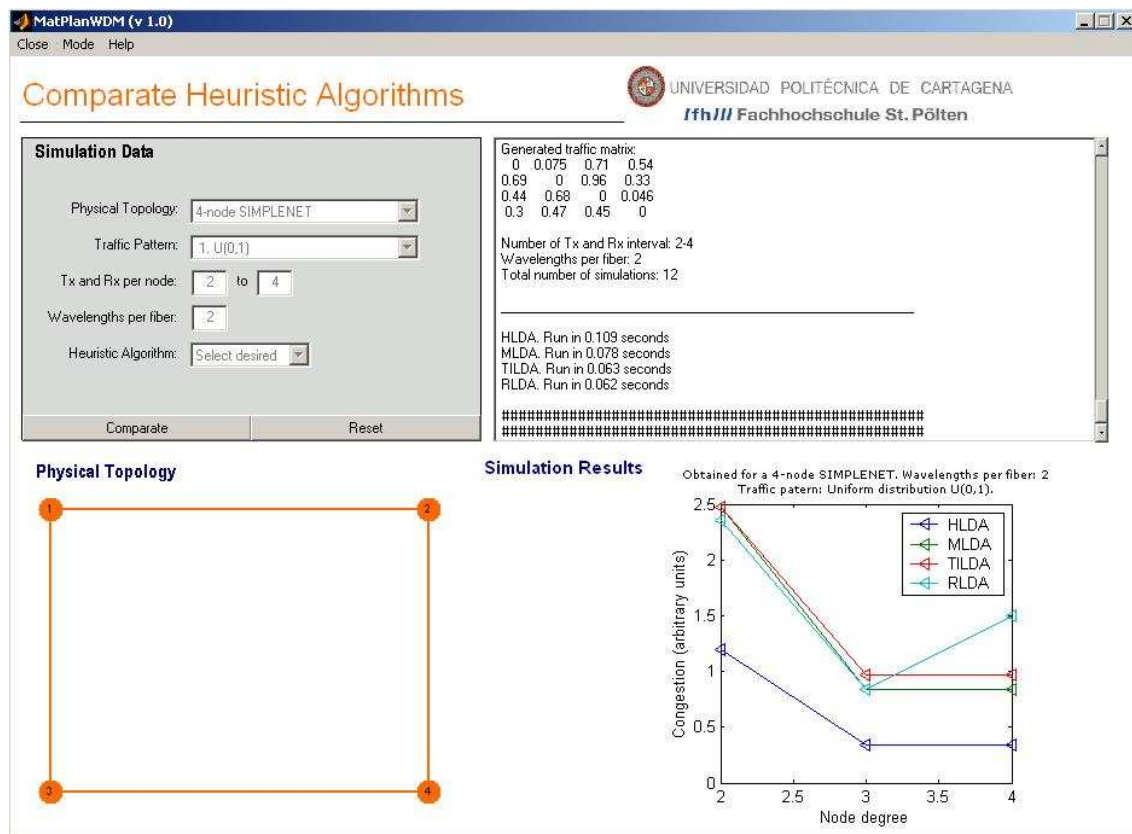 MatPlanWDM (v 1.0)
Close Mode Help
Comparate Heuristic Algorithms
UNIVERSIDAD POLITÉCNICA DE CARTAGENA
/fh/// Fachhochschule St. Pölten
Simulation Data
Physical Topology: 4-node SIMPLENET
Traffic Pattern: 1. U(0,1)
Tx and Rx per node: 2 to 4
Wavelengths per fiber: 2
Heuristic Algorithm: Select desired
Comparate Reset
Generated traffic matrix:
0 0.075 0.71 0.54
0.69 0 0.96 0.33
0.44 0.68 0 0.046
0.3 0.47 0.45 0
Number of Tx and Rx interval: 2-4
Wavelengths per fiber: 2
Total number of simulations: 12
HLDA. Run in 0.109 seconds
MLDA. Run in 0.078 seconds
TILDA. Run in 0.063 seconds
RLDA. Run in 0.062 seconds
##################################################
##################################################
Physical Topology
1 2
3 4
Simulation Results
Obtained for a 4-node SIMPLENET. Wavelengths per fiber: 2
Traffic patern: Uniform distribution U(0,1).
HLDA
MLDA
TILDA
RLDA
Congestion (arbitrary units)
2.5
2
1.5
1
0.5
0
2 2.5 3 3.5 4
Node degree